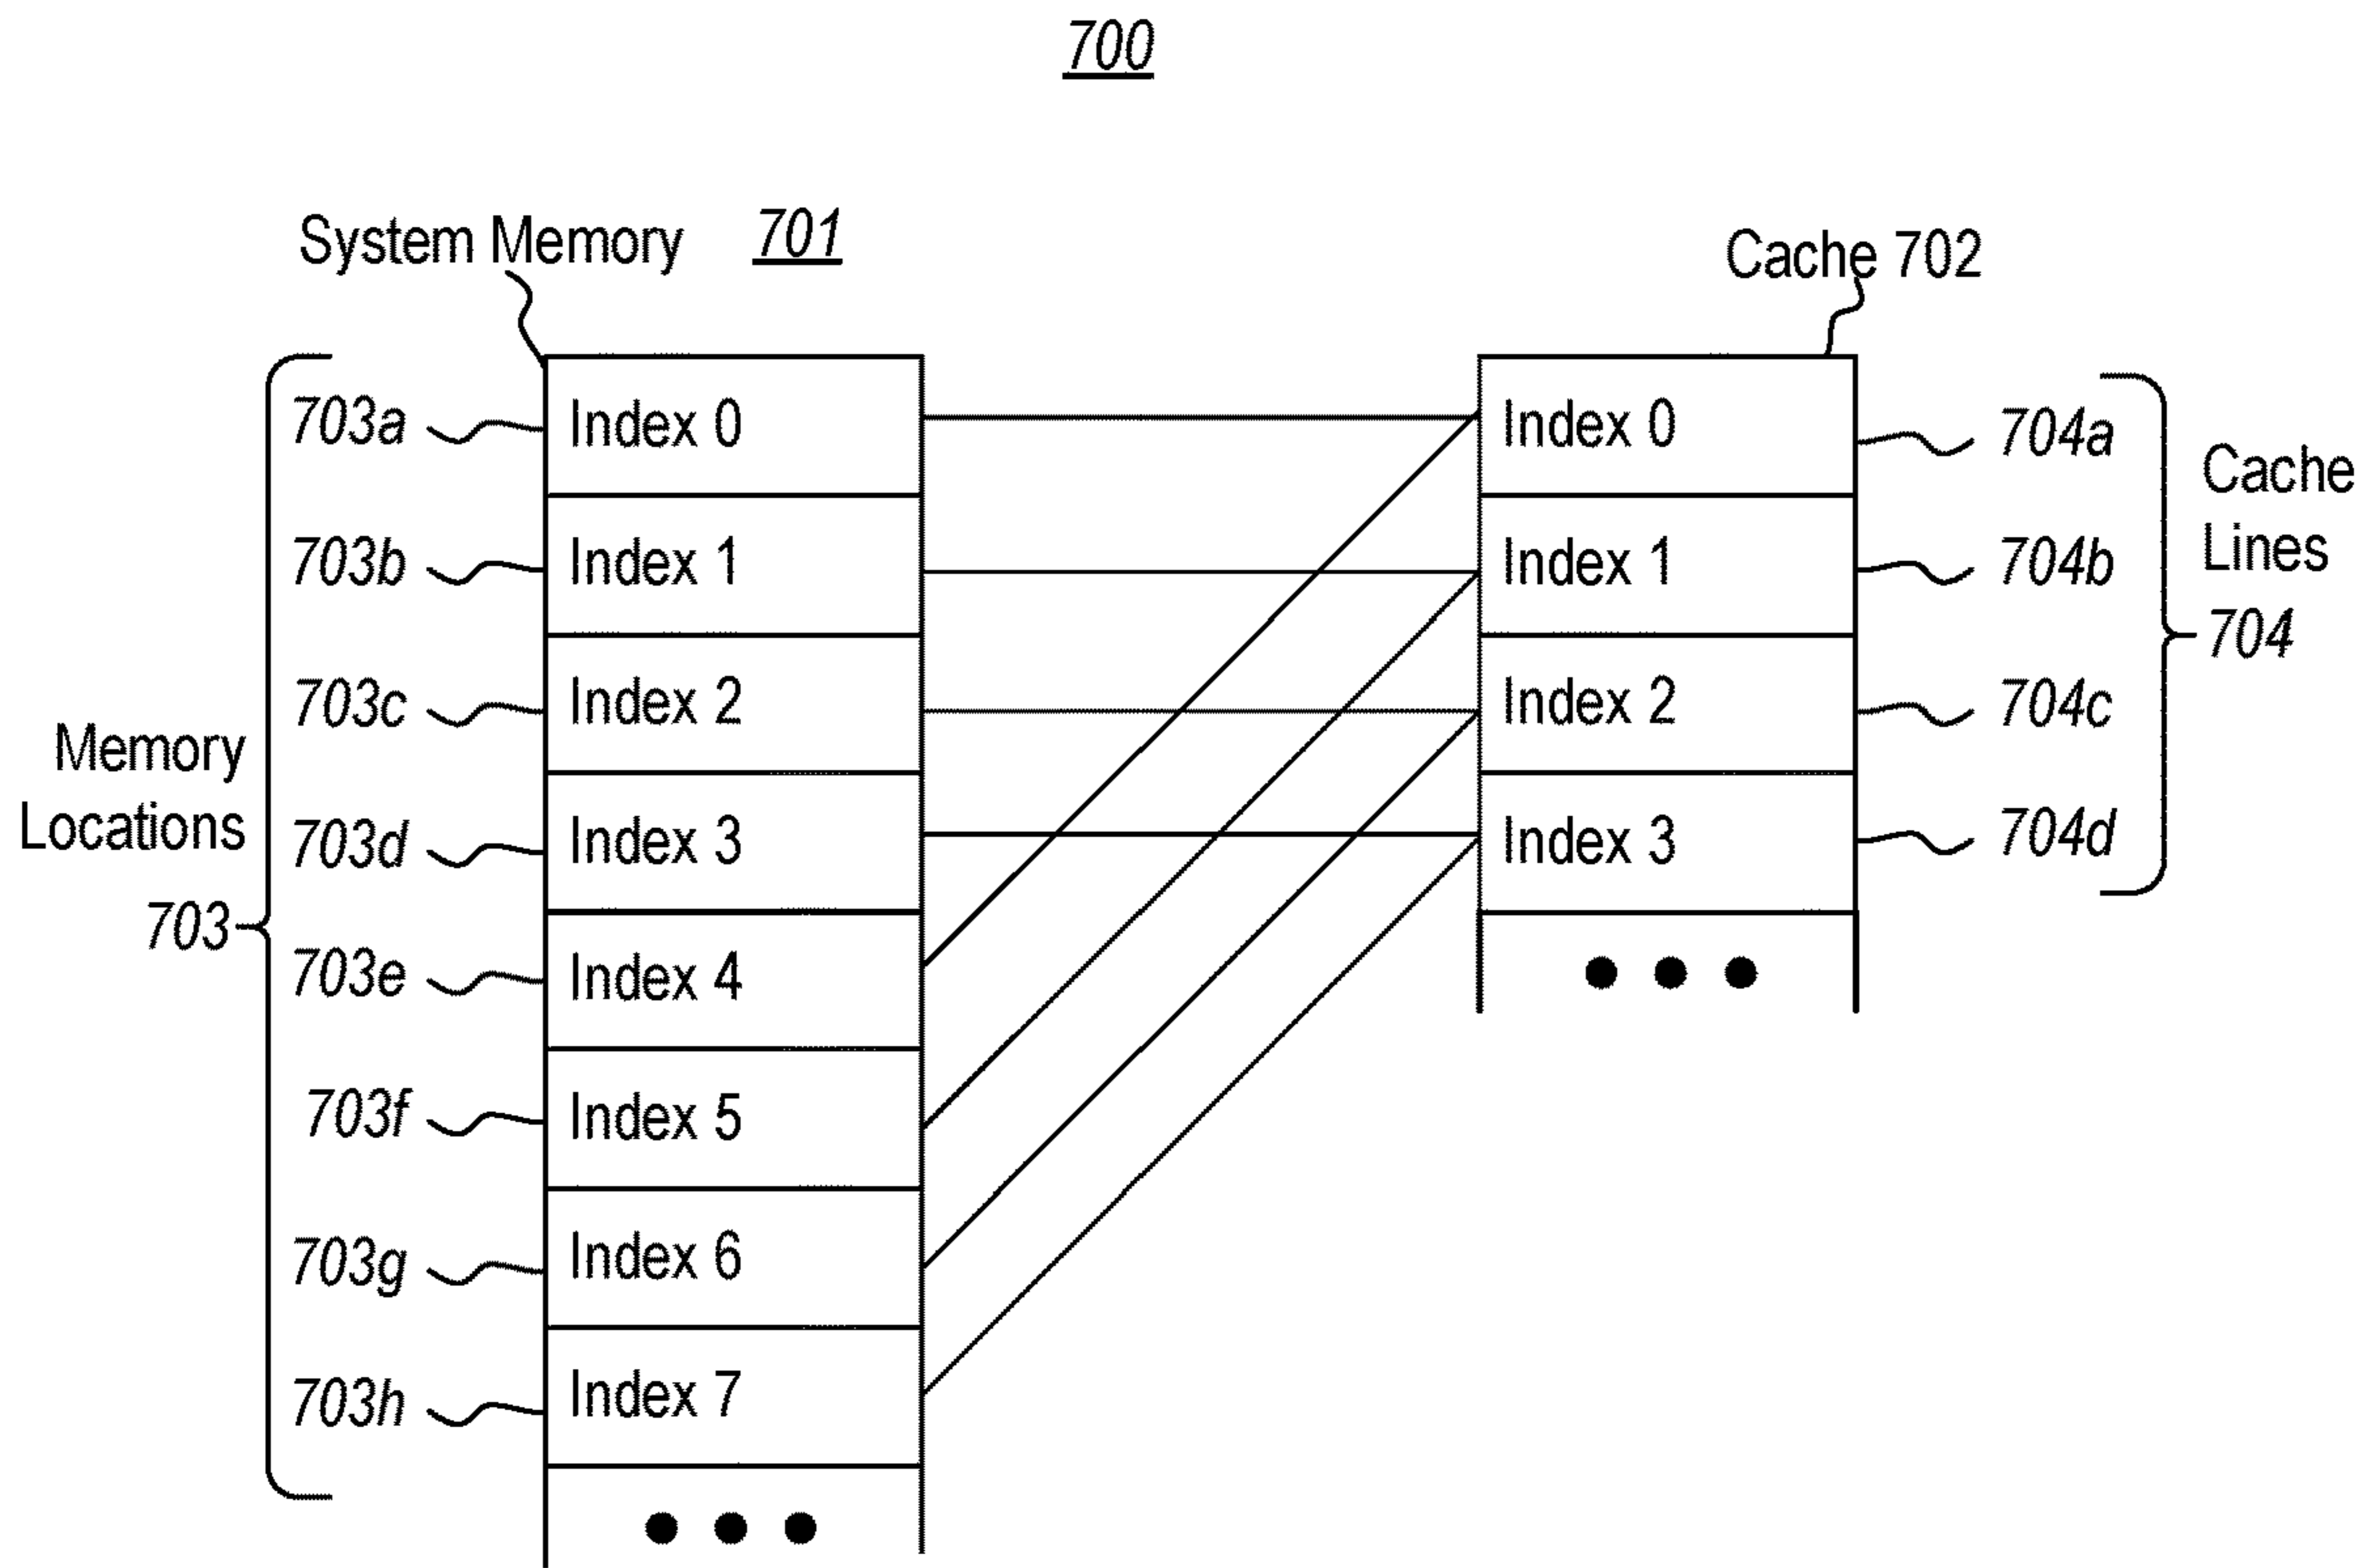 700
System Memory 701
Cache 702
703a Index 0
703b Index 1
703c Index 2
703d Index 3
703e Index 4
703f Index 5
703g Index 6
703h Index 7
Memory
Locations
703
Index 0 704a
Index 1 704b
Index 2 704c
Index 3 704d
Cache
Lines
704